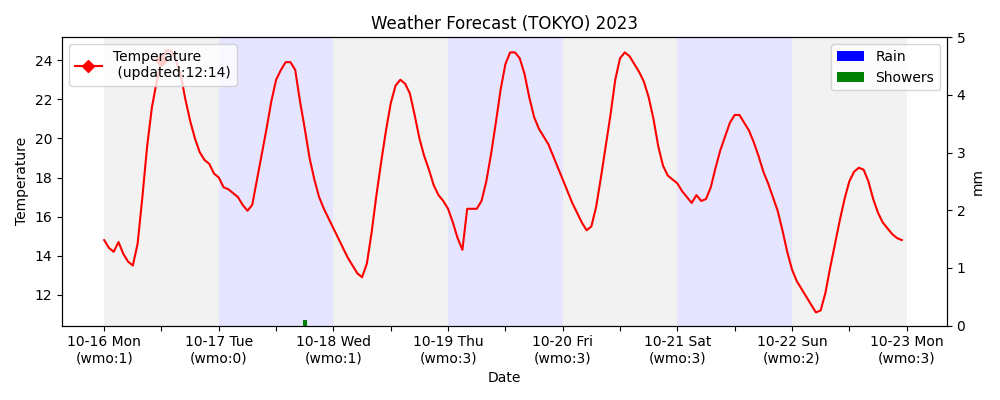 Weather Forecast (TOKYO) 2023
Temperature
(updated:12:14)
Rain
Showers
24
22
20
18
16
14
12
Temperature
5
4
3
2
1
0
mm
10-16 Mon
(wmo:1)
10-17 Tue
(wmo:0)
10-18 Wed
(wmo:1)
10-19 Thu
(wmo:3)
10-20 Fri
(wmo:3)
10-21 Sat
(wmo:3)
10-22 Sun
(wmo:2)
10-23 Mon
(wmo:3)
Date